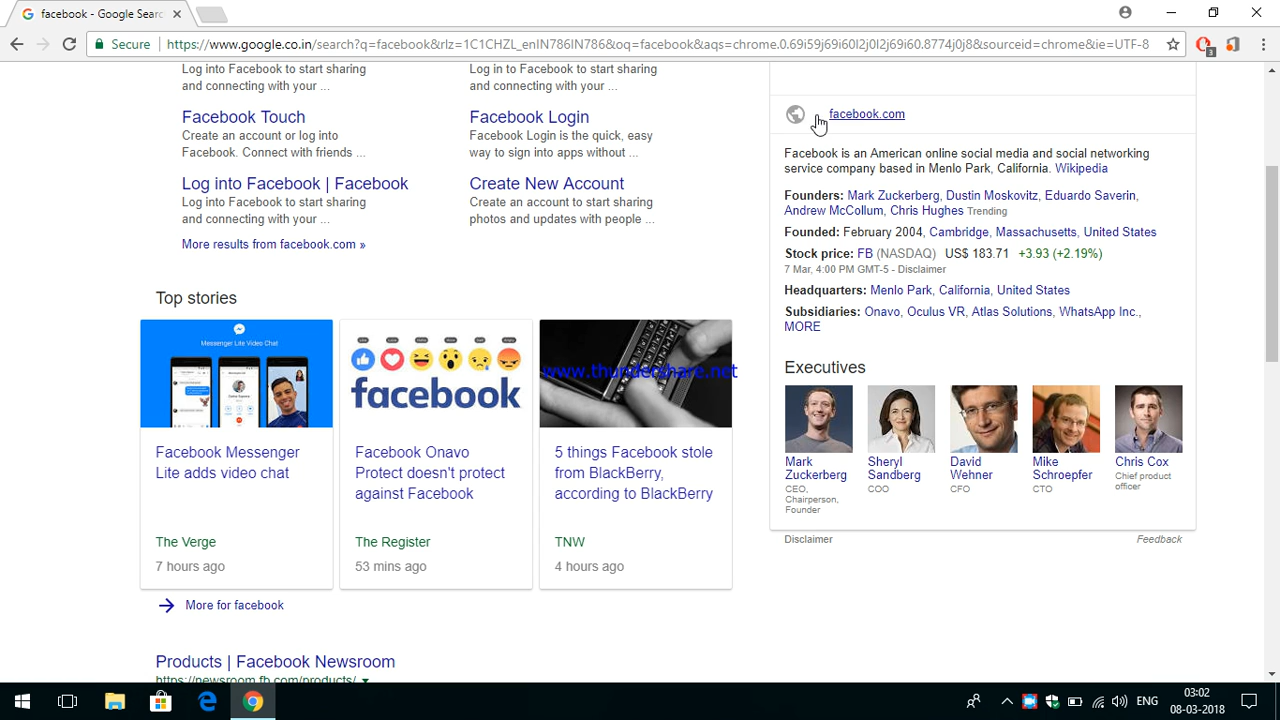 facebook - Google Searc
Secure
https://www.google.co.in/search?q=facebook&rlz=1C1CHZL_enIN786IN786&oq=facebook&aqs=chrome.0.69i59j69i60l2j0l2j69i60.8774j0j8&sourceid=chrome&ie=UTF-8
3
Log into Facebook to start sharing
and connecting with your ...
Log in to Facebook to start sharing
and connecting with your ...
Facebook Touch
Create an account or log into
Facebook. Connect with friends ...
Facebook Login
Facebook Login is the quick, easy
way to sign into apps without ...
Log into Facebook | Facebook
Log into Facebook to start sharing
and connecting with your ...
Create New Account
Create an account to start sharing
photos and updates with people ...
More results from facebook.com »
Top stories
Messenger Lite Video Chat
facebook
www.thundershare.net
Facebook Messenger
Lite adds video chat
The Verge
7 hours ago
Facebook Onavo
Protect doesn't protect
against Facebook
The Register
53 mins ago
5 things Facebook stole
from BlackBerry,
according to BlackBerry
TNW
4 hours ago
More for facebook
Products | Facebook Newsroom
https://newsroom.fb.com/products/
facebook.com
Facebook is an American online social media and social networking
service company based in Menlo Park, California. Wikipedia
Founders: Mark Zuckerberg, Dustin Moskovitz, Eduardo Saverin,
Andrew McCollum, Chris Hughes Trending
Founded: February 2004, Cambridge, Massachusetts, United States
Stock price: FB (NASDAQ) US$ 183.71 +3.93 (+2.19%)
7 Mar, 4:00 PM GMT-5 - Disclaimer
Headquarters: Menlo Park, California, United States
Subsidiaries: Onavo, Oculus VR, Atlas Solutions, WhatsApp Inc.,
MORE
Executives
Mark
Zuckerberg
CEO,
Chairperson,
Founder
Sheryl
Sandberg
COO
David
Wehner
CFO
Mike
Schroepfer
CTO
Chris Cox
Chief product
officer
Disclaimer
Feedback
ENG
03:02
08-03-2018